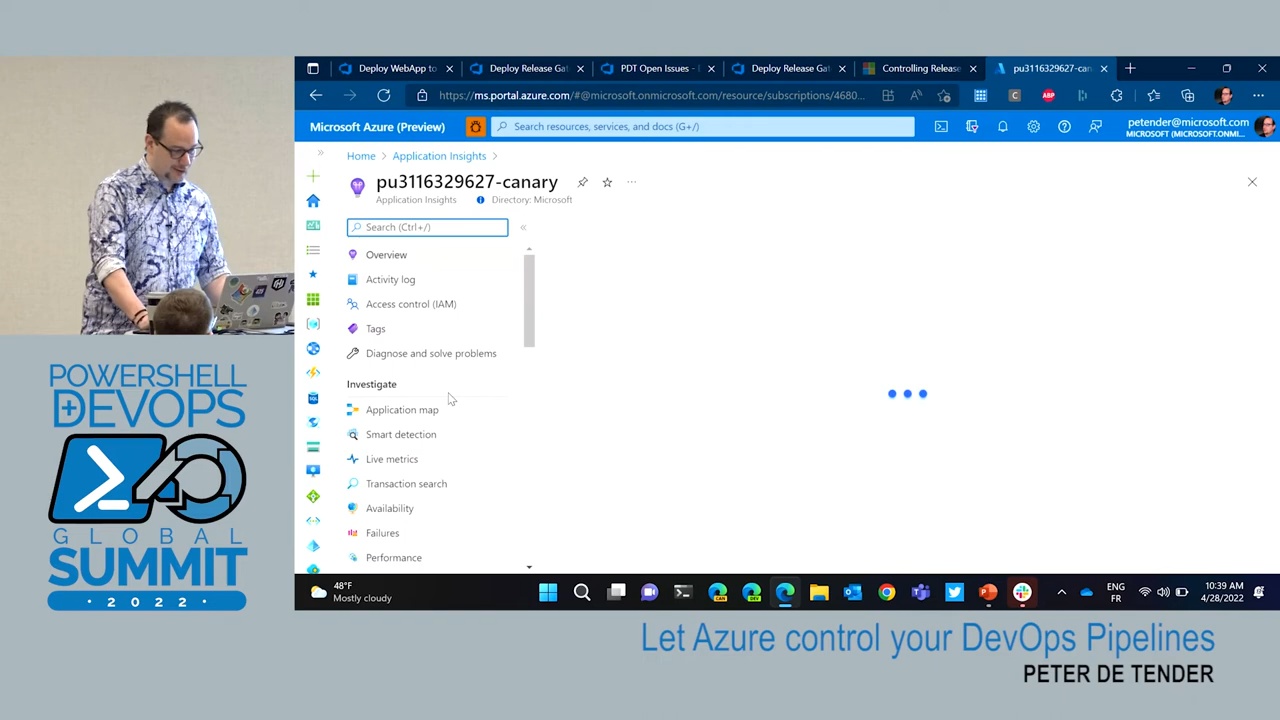 Deploy WebApp to
Deploy Release Gat
PDT Open Issues -
Deploy Release Gat
Controlling Release
pu3116329627-can
https://ms.portal.azure.com/#@microsoft.onmicrosoft.com/resource/subscriptions/4680...
Microsoft Azure (Preview)
Search resources, services, and docs (G+/)
petender@microsoft.com
MICROSOFT (MICROSOFT.ONMI...
Home
Application Insights
pu3116329627-canary
Application Insights
Directory: Microsoft
Search (Ctrl+/)
Overview
Activity log
Access control (IAM)
Tags
Diagnose and solve problems
Investigate
Application map
Smart detection
Live metrics
Transaction search
Availability
Failures
Performance
48°F
Mostly cloudy
ENG
FR
10:39 AM
4/28/2022
POWERSHELL
+DEVOPS
GLOBAL
SUMMIT
· 2022 ·
Let Azure control your DevOps Pipelines
PETER DE TENDER